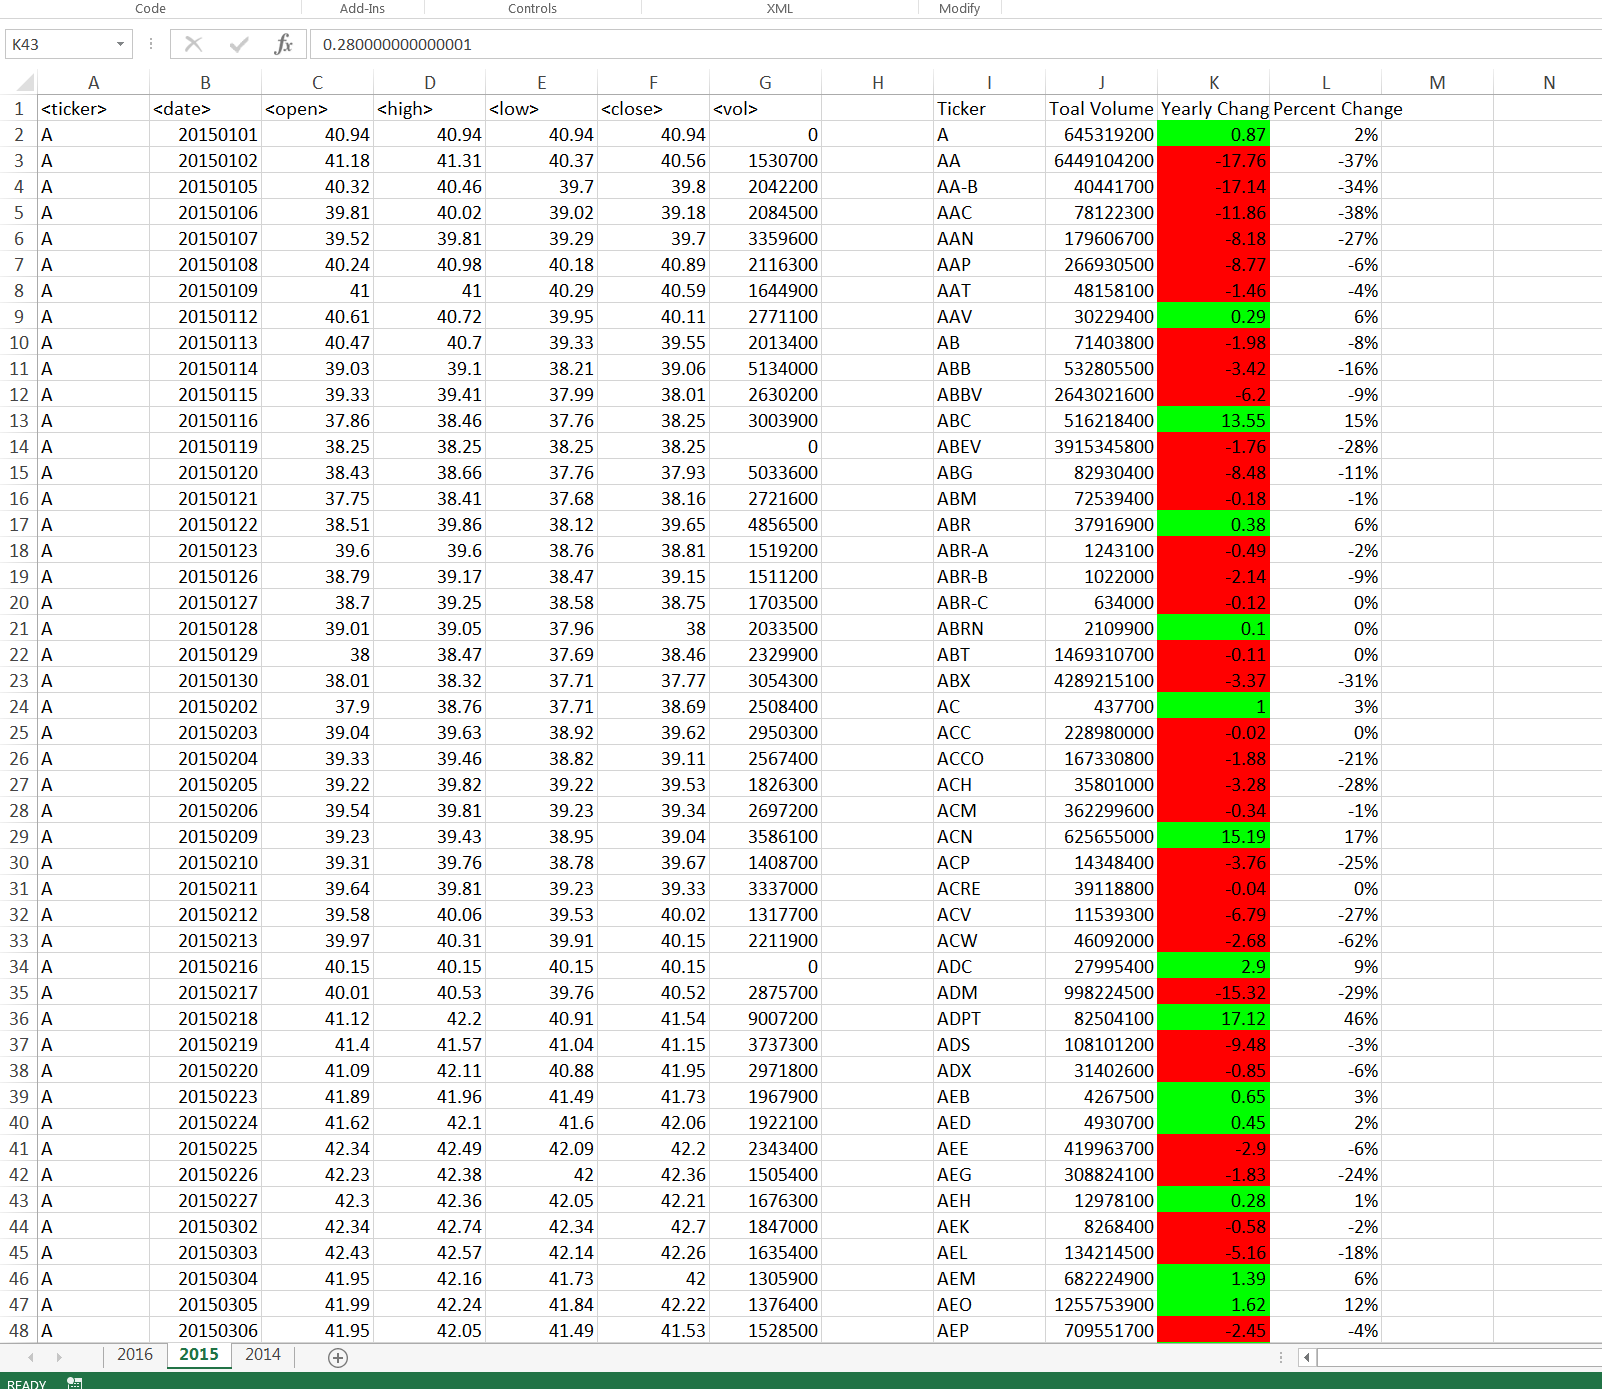 Code Add-Ins Controls XML Modify
K43 fx 0.280000000000001
A B C D E F G H I J K L M N
1 <ticker> <date> <open> <high> <low> <close> <vol> Ticker Toal Volume Yearly Chang Percent Change
2 A 20150101 40.94 40.94 40.94 40.94 0 A 645319200 0.87 2%
3 A 20150102 41.18 41.31 40.37 40.56 1530700 AA 6449104200 -17.76 -37%
4 A 20150105 40.32 40.46 39.7 39.8 2042200 AA-B 40441700 -17.14 -34%
5 A 20150106 39.81 40.02 39.02 39.18 2084500 AAC 78122300 -11.86 -38%
6 A 20150107 39.52 39.81 39.29 39.7 3359600 AAN 179606700 -8.18 -27%
7 A 20150108 40.24 40.98 40.18 40.89 2116300 AAP 266930500 -8.77 -6%
8 A 20150109 41 41 40.29 40.59 1644900 AAT 48158100 -1.46 -4%
9 A 20150112 40.61 40.72 39.95 40.11 2771100 AAV 30229400 0.29 6%
10 A 20150113 40.47 40.7 39.33 39.55 2013400 AB 71403800 -1.98 -8%
11 A 20150114 39.03 39.1 38.21 39.06 5134000 ABB 532805500 -3.42 -16%
12 A 20150115 39.33 39.41 37.99 38.01 2630200 ABBV 2643021600 -6.2 -9%
13 A 20150116 37.86 38.46 37.76 38.25 3003900 ABC 516218400 13.55 15%
14 A 20150119 38.25 38.25 38.25 38.25 0 ABEV 3915345800 -1.76 -28%
15 A 20150120 38.43 38.66 37.76 37.93 5033600 ABG 82930400 -8.48 -11%
16 A 20150121 37.75 38.41 37.68 38.16 2721600 ABM 72539400 -0.18 -1%
17 A 20150122 38.51 39.86 38.12 39.65 4856500 ABR 37916900 0.38 6%
18 A 20150123 39.6 39.6 38.76 38.81 1519200 ABR-A 1243100 -0.49 -2%
19 A 20150126 38.79 39.17 38.47 39.15 1511200 ABR-B 1022000 -2.14 -9%
20 A 20150127 38.7 39.25 38.58 38.75 1703500 ABR-C 634000 -0.12 0%
21 A 20150128 39.01 39.05 37.96 38 2033500 ABRN 2109900 0.1 0%
22 A 20150129 38 38.47 37.69 38.46 2329900 ABT 1469310700 -0.11 0%
23 A 20150130 38.01 38.32 37.71 37.77 3054300 ABX 4289215100 -3.37 -31%
24 A 20150202 37.9 38.76 37.71 38.69 2508400 AC 437700 1 3%
25 A 20150203 39.04 39.63 38.92 39.62 2950300 ACC 228980000 -0.02 0%
26 A 20150204 39.33 39.46 38.82 39.11 2567400 ACCO 167330800 -1.88 -21%
27 A 20150205 39.22 39.82 39.22 39.53 1826300 ACH 35801000 -3.28 -28%
28 A 20150206 39.54 39.81 39.23 39.34 2697200 ACM 362299600 -0.34 -1%
29 A 20150209 39.23 39.43 38.95 39.04 3586100 ACN 625655000 15.19 17%
30 A 20150210 39.31 39.76 38.78 39.67 1408700 ACP 14348400 -3.76 -25%
31 A 20150211 39.64 39.81 39.23 39.33 3337000 ACRE 39118800 -0.04 0%
32 A 20150212 39.58 40.06 39.53 40.02 1317700 ACV 11539300 -6.79 -27%
33 A 20150213 39.97 40.31 39.91 40.15 2211900 ACW 46092000 -2.68 -62%
34 A 20150216 40.15 40.15 40.15 40.15 0 ADC 27995400 2.9 9%
35 A 20150217 40.01 40.53 39.76 40.52 2875700 ADM 998224500 -15.32 -29%
36 A 20150218 41.12 42.2 40.91 41.54 9007200 ADPT 82504100 17.12 46%
37 A 20150219 41.4 41.57 41.04 41.15 3737300 ADS 108101200 -9.48 -3%
38 A 20150220 41.09 42.11 40.88 41.95 2971800 ADX 31402600 -0.85 -6%
39 A 20150223 41.89 41.96 41.49 41.73 1967900 AEB 4267500 0.65 3%
40 A 20150224 41.62 42.1 41.6 42.06 1922100 AED 4930700 0.45 2%
41 A 20150225 42.34 42.49 42.09 42.2 2343400 AEE 419963700 -2.9 -6%
42 A 20150226 42.23 42.38 42 42.36 1505400 AEG 308824100 -1.83 -24%
43 A 20150227 42.3 42.36 42.05 42.21 1676300 AEH 12978100 0.28 1%
44 A 20150302 42.34 42.74 42.34 42.7 1847000 AEK 8268400 -0.58 -2%
45 A 20150303 42.43 42.57 42.14 42.26 1635400 AEL 134214500 -5.16 -18%
46 A 20150304 41.95 42.16 41.73 42 1305900 AEM 682224900 1.39 6%
47 A 20150305 41.99 42.24 41.84 42.22 1376400 AEO 1255753900 1.62 12%
48 A 20150306 41.95 42.05 41.49 41.53 1528500 AEP 709551700 -2.45 -4%
2016 2015 2014
READY